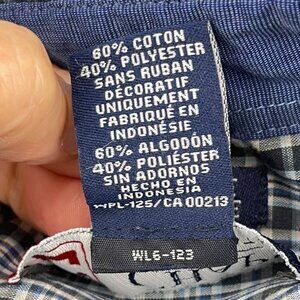 60% COTON
40% POLYESTER
SANS RUBAN
DÉCORATIF
UNIQUEMENT
FABRIQUÉ EN
INDONÉSIE
60% ALGODÓN
40% POLIÉSTER
SIN ADORNOS
HECHO EN
INDONESIA
WPL-125/CA 00213
WL6-123